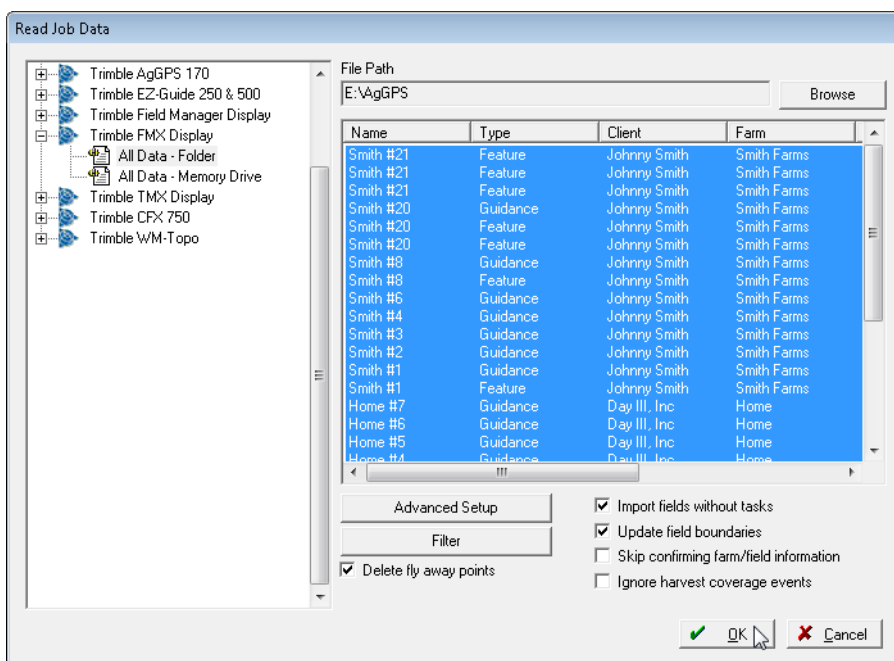 Read Job Data
Trimble AgGPS 170
Trimble EZ-Guide 250 & 500
Trimble Field Manager Display
Trimble FMX Display
All Data - Folder
All Data - Memory Drive
Trimble TMX Display
Trimble CFX 750
Trimble WM-Topo
File Path
E:\AgGPS
Browse
Name Type Client Farm
Smith #21 Feature Johnny Smith Smith Farms
Smith #21 Feature Johnny Smith Smith Farms
Smith #21 Feature Johnny Smith Smith Farms
Smith #20 Guidance Johnny Smith Smith Farms
Smith #20 Feature Johnny Smith Smith Farms
Smith #20 Feature Johnny Smith Smith Farms
Smith #8 Guidance Johnny Smith Smith Farms
Smith #8 Feature Johnny Smith Smith Farms
Smith #6 Guidance Johnny Smith Smith Farms
Smith #4 Guidance Johnny Smith Smith Farms
Smith #3 Guidance Johnny Smith Smith Farms
Smith #2 Guidance Johnny Smith Smith Farms
Smith #1 Guidance Johnny Smith Smith Farms
Smith #1 Feature Johnny Smith Smith Farms
Home #7 Guidance Day III, Inc Home
Home #6 Guidance Day III, Inc Home
Home #5 Guidance Day III, Inc Home
Home #4 Guidance Day III, Inc Home
Advanced Setup
Filter
Delete fly away points
Import fields without tasks
Update field boundaries
Skip confirming farm/field information
Ignore harvest coverage events
OK
Cancel